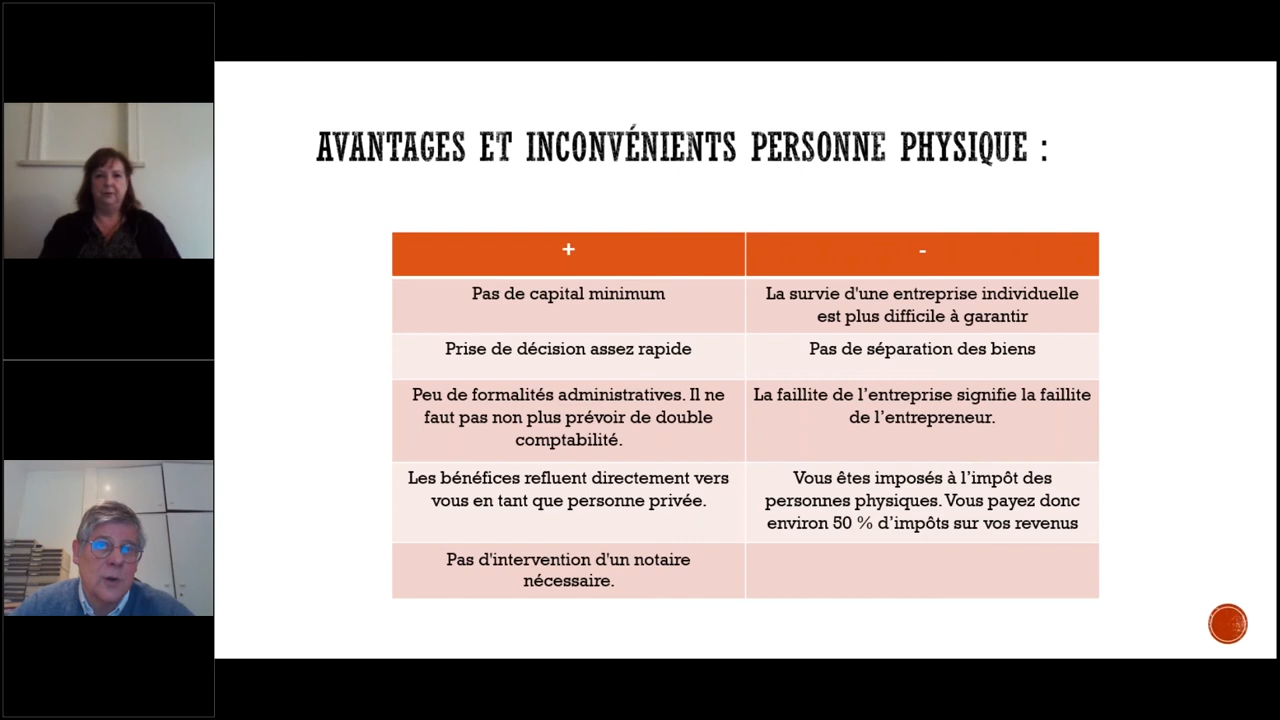 AVANTAGES ET INCONVÉNIENTS PERSONNE PHYSIQUE :
+
-
Pas de capital minimum
La survie d'une entreprise individuelle
est plus difficile à garantir
Prise de décision assez rapide
Pas de séparation des biens
Peu de formalités administratives. Il ne
faut pas non plus prévoir de double
comptabilité.
La faillite de l’entreprise signifie la faillite
de l’entrepreneur.
Les bénéfices refluent directement vers
vous en tant que personne privée.
Vous êtes imposés à l’impôt des
personnes physiques. Vous payez donc
environ 50 % d’impôts sur vos revenus
Pas d'intervention d'un notaire
nécessaire.